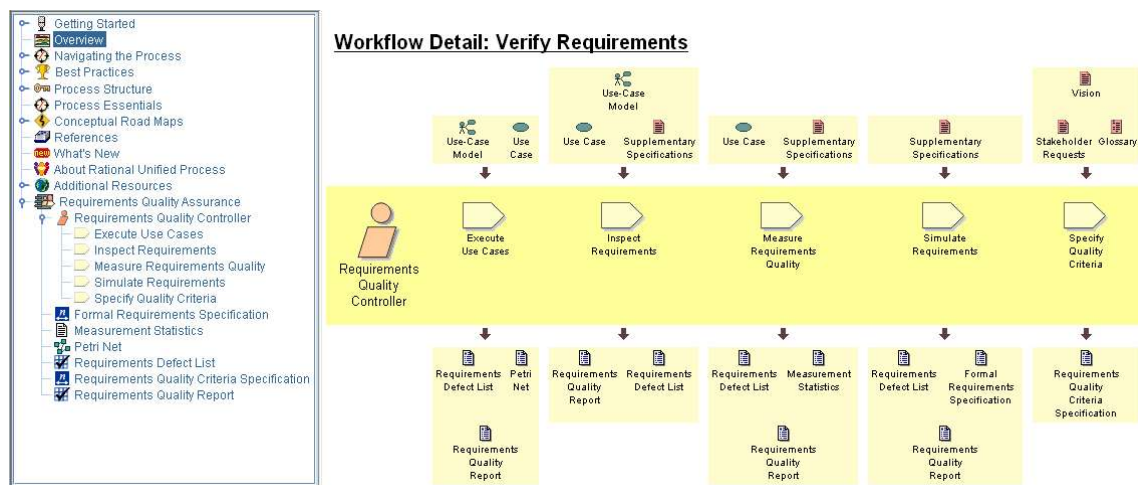 Getting Started
Overview
Navigating the Process
Best Practices
Process Structure
Process Essentials
Conceptual Road Maps
References
new What's New
About Rational Unified Process
Additional Resources
Requirements Quality Assurance
Requirements Quality Controller
Execute Use Cases
Inspect Requirements
Measure Requirements Quality
Simulate Requirements
Specify Quality Criteria
Formal Requirements Specification
Measurement Statistics
Petri Net
Requirements Defect List
Requirements Quality Criteria Specification
Requirements Quality Report
Workflow Detail: Verify Requirements
Use-Case
Model
Use
Case
Use-Case
Model
Use Case
Supplementary
Specifications
Use Case
Supplementary
Specifications
Supplementary
Specifications
Vision
Stakeholder
Requests
Glossary
Requirements
Quality
Controller
Execute
Use Cases
Inspect
Requirements
Measure
Requirements
Quality
Simulate
Requirements
Specify
Quality
Criteria
Requirements
Defect List
Petri
Net
Requirements
Quality
Report
Requirements
Quality
Report
Requirements
Defect List
Requirements
Defect List
Measurement
Statistics
Requirements
Quality
Report
Requirements
Defect List
Formal
Requirements
Specification
Requirements
Quality
Report
Requirements
Quality
Criteria
Specification